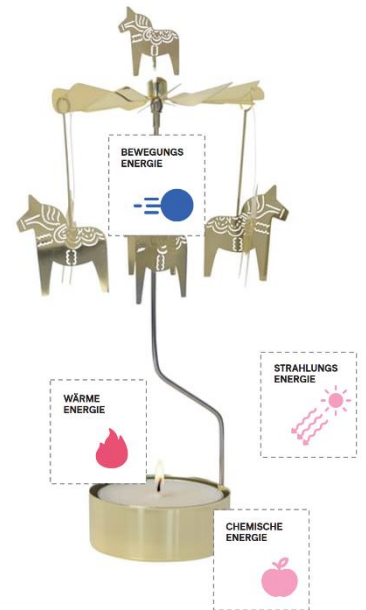 BEWEGUNGS
ENERGIE
STRAHLUNGS
ENERGIE
WÄRME
ENERGIE
CHEMISCHE
ENERGIE